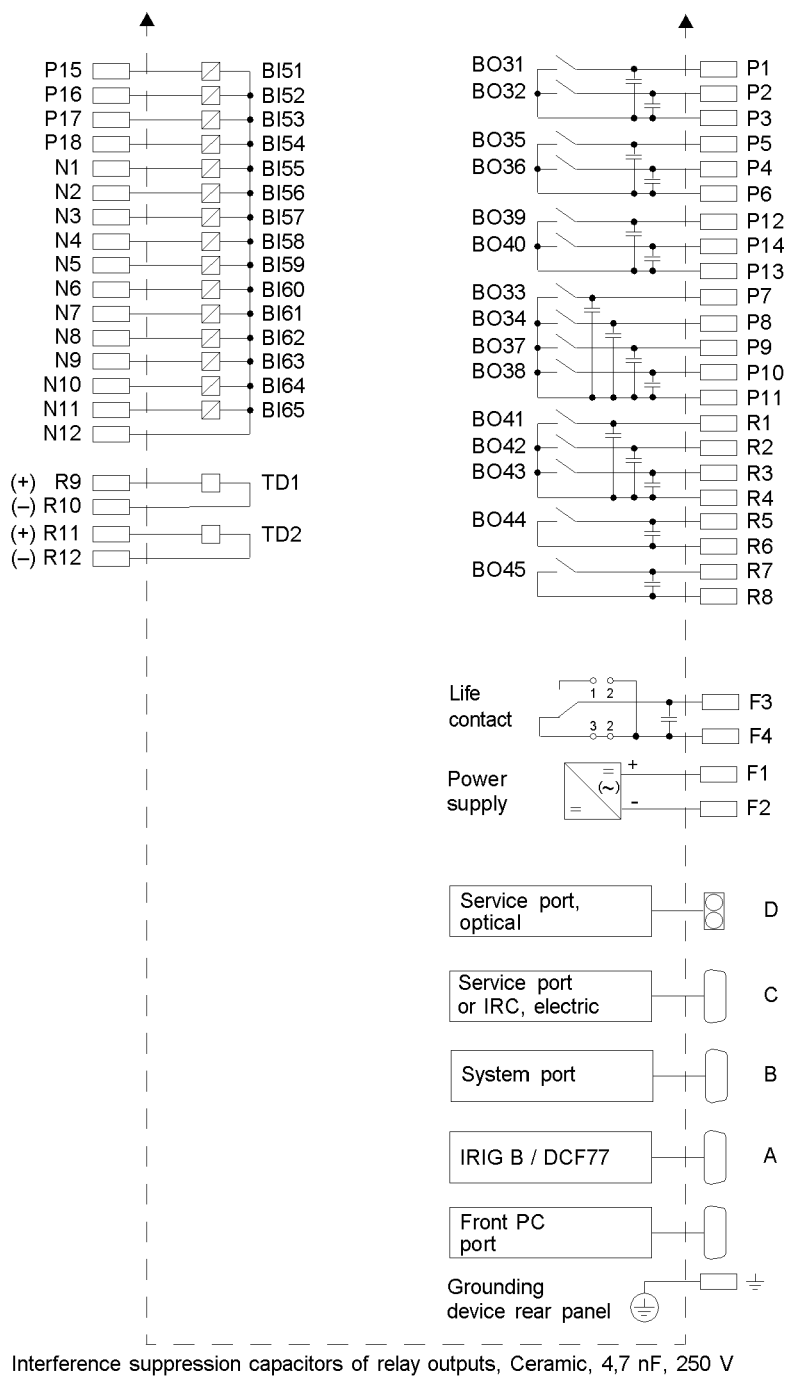 P15 BI51
P16 BI52
P17 BI53
P18 BI54
N1 BI55
N2 BI56
N3 BI57
N4 BI58
N5 BI59
N6 BI60
N7 BI61
N8 BI62
N9 BI63
N10 BI64
N11 BI65
N12
(+) R9 TD1
(–) R10
(+) R11 TD2
(–) R12
BO31 P1
BO32 P2
P3
BO35 P5
BO36 P4
P6
BO39 P12
BO40 P14
P13
BO33 P7
BO34 P8
BO37 P9
BO38 P10
P11
BO41 R1
BO42 R2
BO43 R3
R4
BO44 R5
R6
BO45 R7
R8
Life
contact
1 2
3 2
F3
F4
Power
supply
+ F1
(~)
- F2
Service port,
optical
D
Service port
or IRC, electric
C
System port
B
IRIG B / DCF77
A
Front PC
port
Grounding
device rear panel
Interference suppression capacitors of relay outputs, Ceramic, 4,7 nF, 250 V